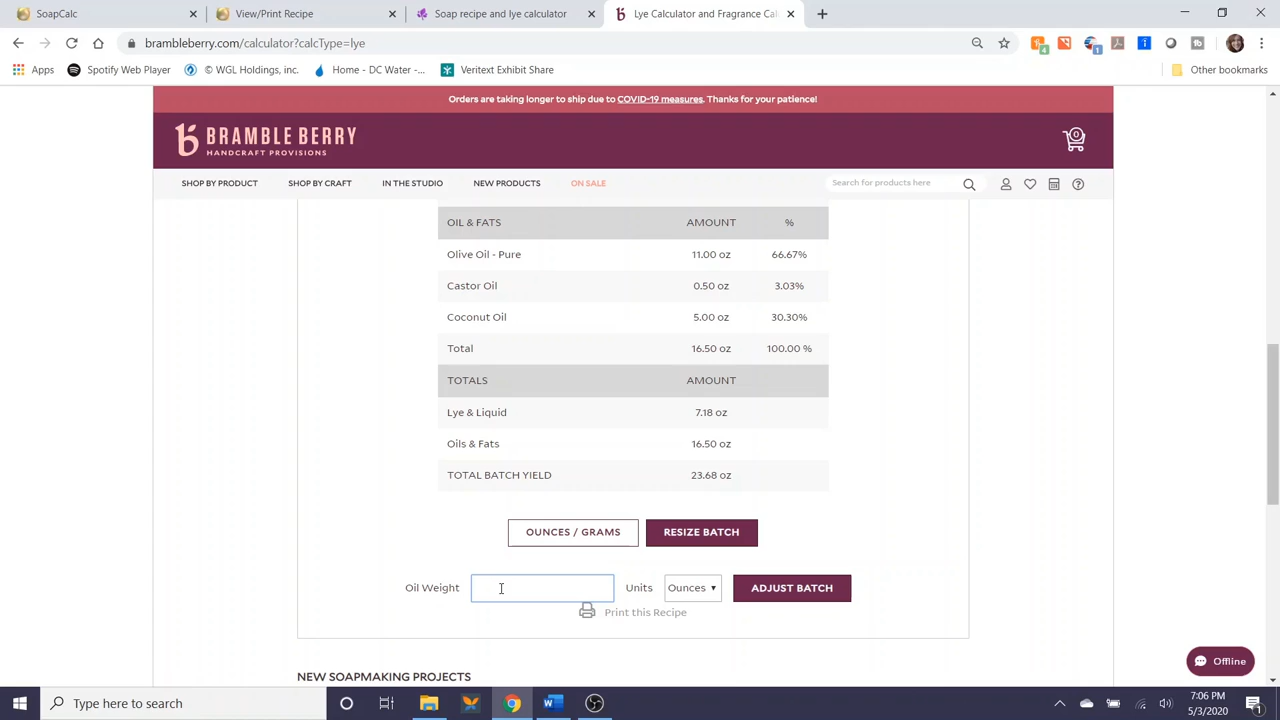 SoapCalc
View/Print
Soap recipe and lye calculator
Lye Calculator and Fragrance Cal
brambleberry.com/calculator?calcType=lye
4
1
Apps
Spotify Web Player
© WGL Holdings, inc.
Home - DC Water -...
Veritext Exhibit Share
Other bookmarks
Orders are taking longer to ship due to COVID-19 measures. Thanks for your patience!
BRAMBLE BERRY
HANDCRAFT PROVISIONS
0
SHOP BY PRODUCT SHOP BY CRAFT IN THE STUDIO NEW PRODUCTS ON SALE Search for products here
OIL & FATS AMOUNT %
Olive Oil - Pure 11.00 oz 66.67%
Castor Oil 0.50 oz 3.03%
Coconut Oil 5.00 oz 30.30%
Total 16.50 oz 100.00 %
TOTALS AMOUNT
Lye & Liquid 7.18 oz
Oils & Fats 16.50 oz
TOTAL BATCH YIELD 23.68 oz
OUNCES / GRAMS RESIZE BATCH
Oil Weight Units Ounces ADJUST BATCH
Print this Recipe
Offline
NEW SOAPMAKING PROJECTS
Type here to search
7:06 PM
5/3/2020
1